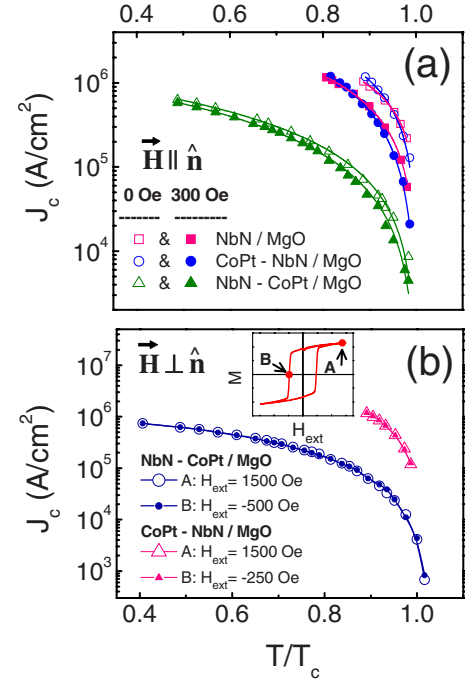 0.4 0.6 0.8 1.0
(a)
10^6
10^5
10^4
J_c (A/cm^2)
H || n̂
0 Oe 300 Oe
& NbN / MgO
& CoPt - NbN / MgO
& NbN - CoPt / MgO
H ⊥ n̂
(b)
B
A
M
H_ext
10^7
10^6
10^5
10^4
10^3
J_c (A/cm^2)
NbN - CoPt / MgO
A: H_ext = 1500 Oe
B: H_ext = -500 Oe
CoPt - NbN / MgO
A: H_ext = 1500 Oe
B: H_ext = -250 Oe
0.4 0.6 0.8 1.0
T/T_c